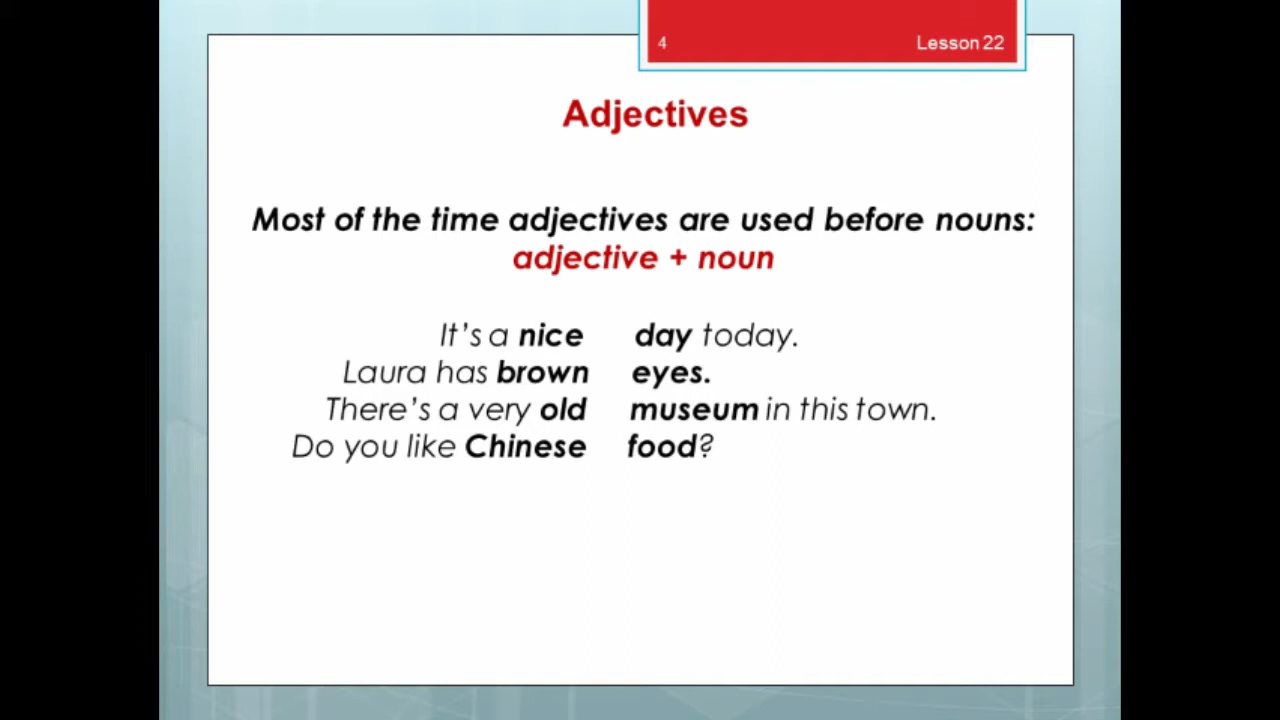 4 Lesson 22
Adjectives
Most of the time adjectives are used before nouns:
adjective + noun
It's a nice day today.
Laura has brown eyes.
There's a very old museum in this town.
Do you like Chinese food?